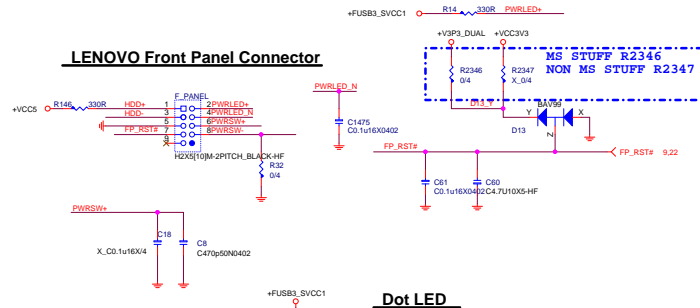 +FUSB3_SVCC1 R14 330R PWRLED+
LENOVO Front Panel Connector
+V3P3_DUAL +VCC3V3
MS STUFF R2346
NON MS STUFF R2347
R2346
0/4
R2347
X_0/4
D13_Y
BAV99
Y X
Z
D13
+VCC5 R146 330R
F_PANEL
HDD+ 1 2 PWRLED+
HDD- 3 4 PWRLED_N
5 6 PWRSW+
FP_RST# 7 8 PWRSW-
9
H2X5[10]M-2PITCH_BLACK-HF
R32
0/4
PWRLED_N
C1475
C0.1u16X0402
FP_RST# FP_RST# 9,22
C61
C0.1u16X0402
C60
C4.7U10X5-HF
PWRSW+
C18
X_C0.1u16X/4
C8
C470p50N0402
+FUSB3_SVCC1
Dot LED